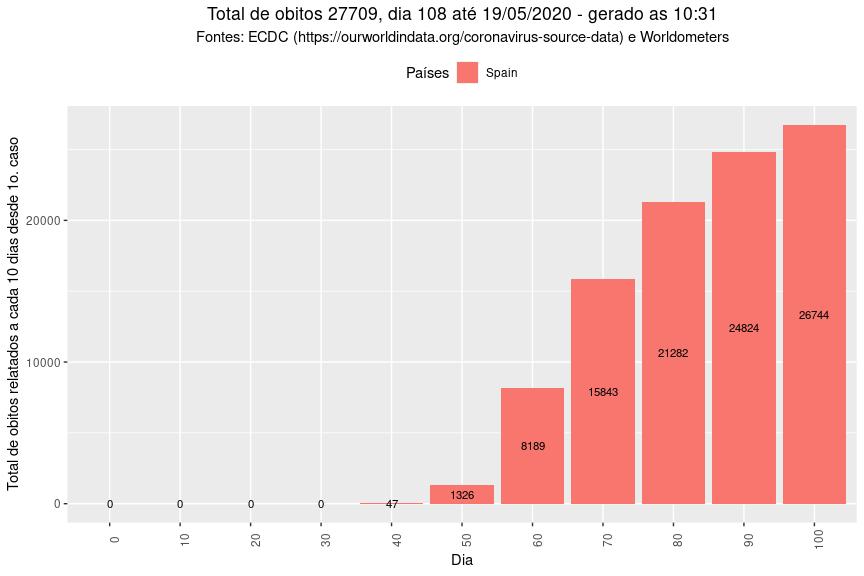 Total de obitos 27709, dia 108 até 19/05/2020 - gerado as 10:31
Fontes: ECDC (https://ourworldindata.org/coronavirus-source-data) e Worldometers
Países Spain
Total de obitos relatados a cada 10 dias desde 1o. caso
20000
10000
0
0 0 0 0 47 1326 8189 15843 21282 24824 26744
0 10 20 30 40 50 60 70 80 90 100
Dia